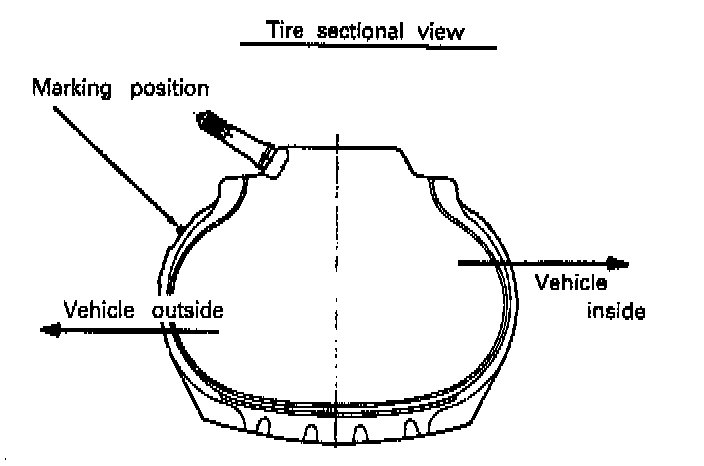 Tire sectional view
Marking position
Vehicle
inside
Vehicle outside